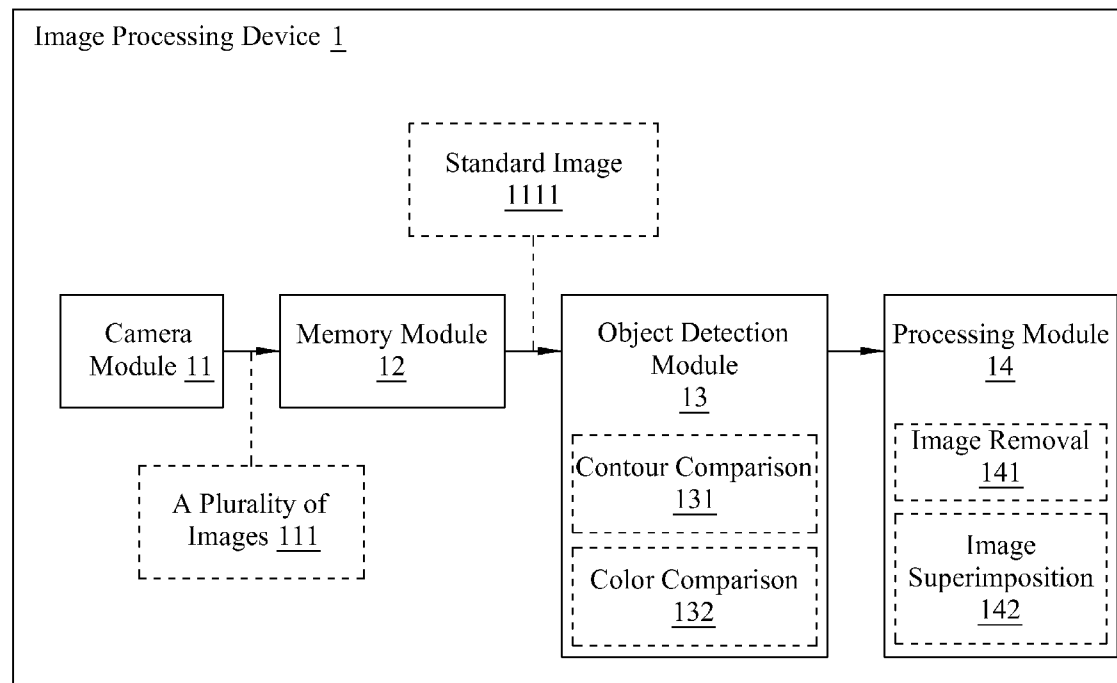 Image Processing Device 1
Standard Image
1111
Camera
Module 11
Memory Module
12
Object Detection
Module
13
Processing Module
14
A Plurality of
Images 111
Contour Comparison
131
Color Comparison
132
Image Removal
141
Image
Superimposition
142